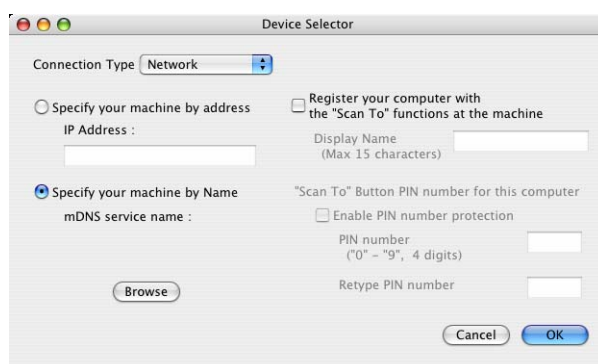 Device Selector
Connection Type Network
Specify your machine by address
IP Address :
Specify your machine by Name
mDNS service name :
Browse
Register your computer with
the "Scan To" functions at the machine
Display Name
(Max 15 characters)
"Scan To" Button PIN number for this computer
Enable PIN number protection
PIN number
("0" - "9", 4 digits)
Retype PIN number
Cancel OK